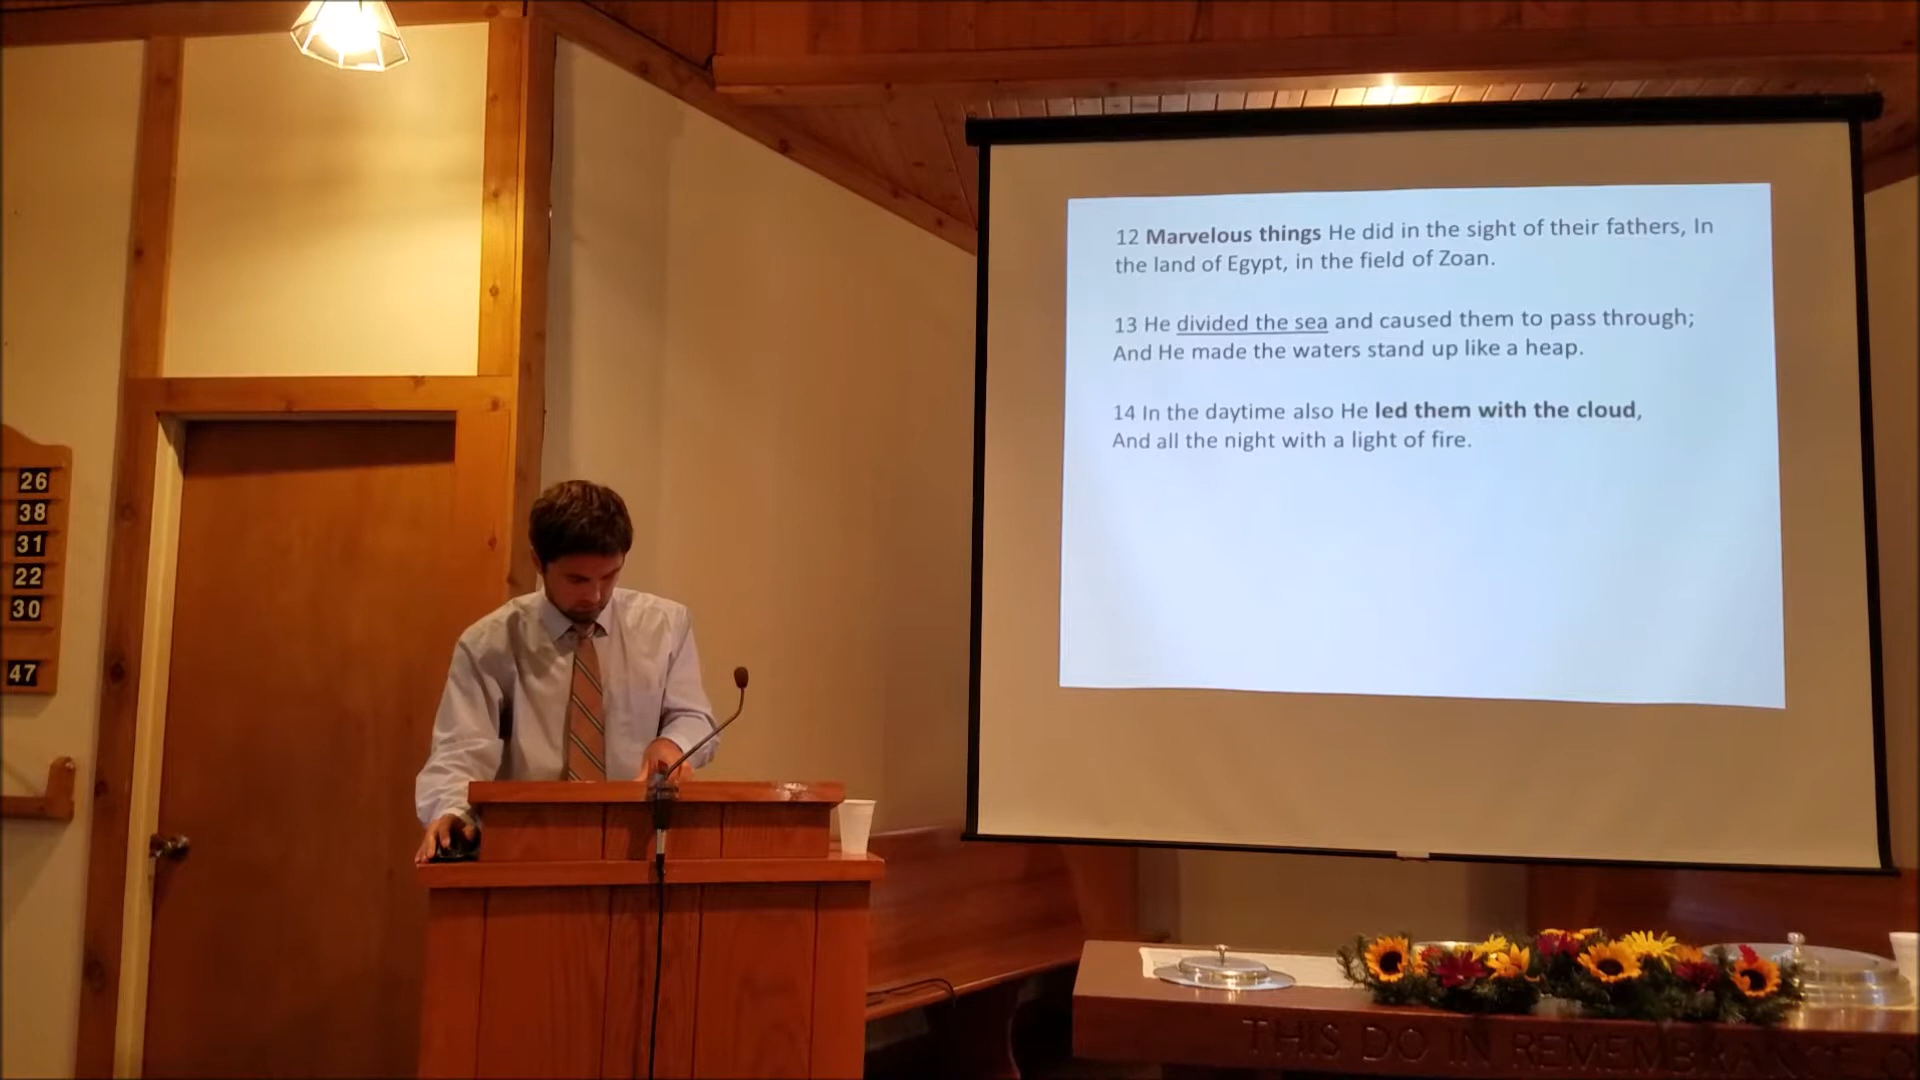 12 Marvelous things He did in the sight of their fathers, In
the land of Egypt, in the field of Zoan.
13 He divided the sea and caused them to pass through;
And He made the waters stand up like a heap.
14 In the daytime also He led them with the cloud,
And all the night with a light of fire.
26
38
31
22
30
47
THIS DO IN REMEMBRANCE O